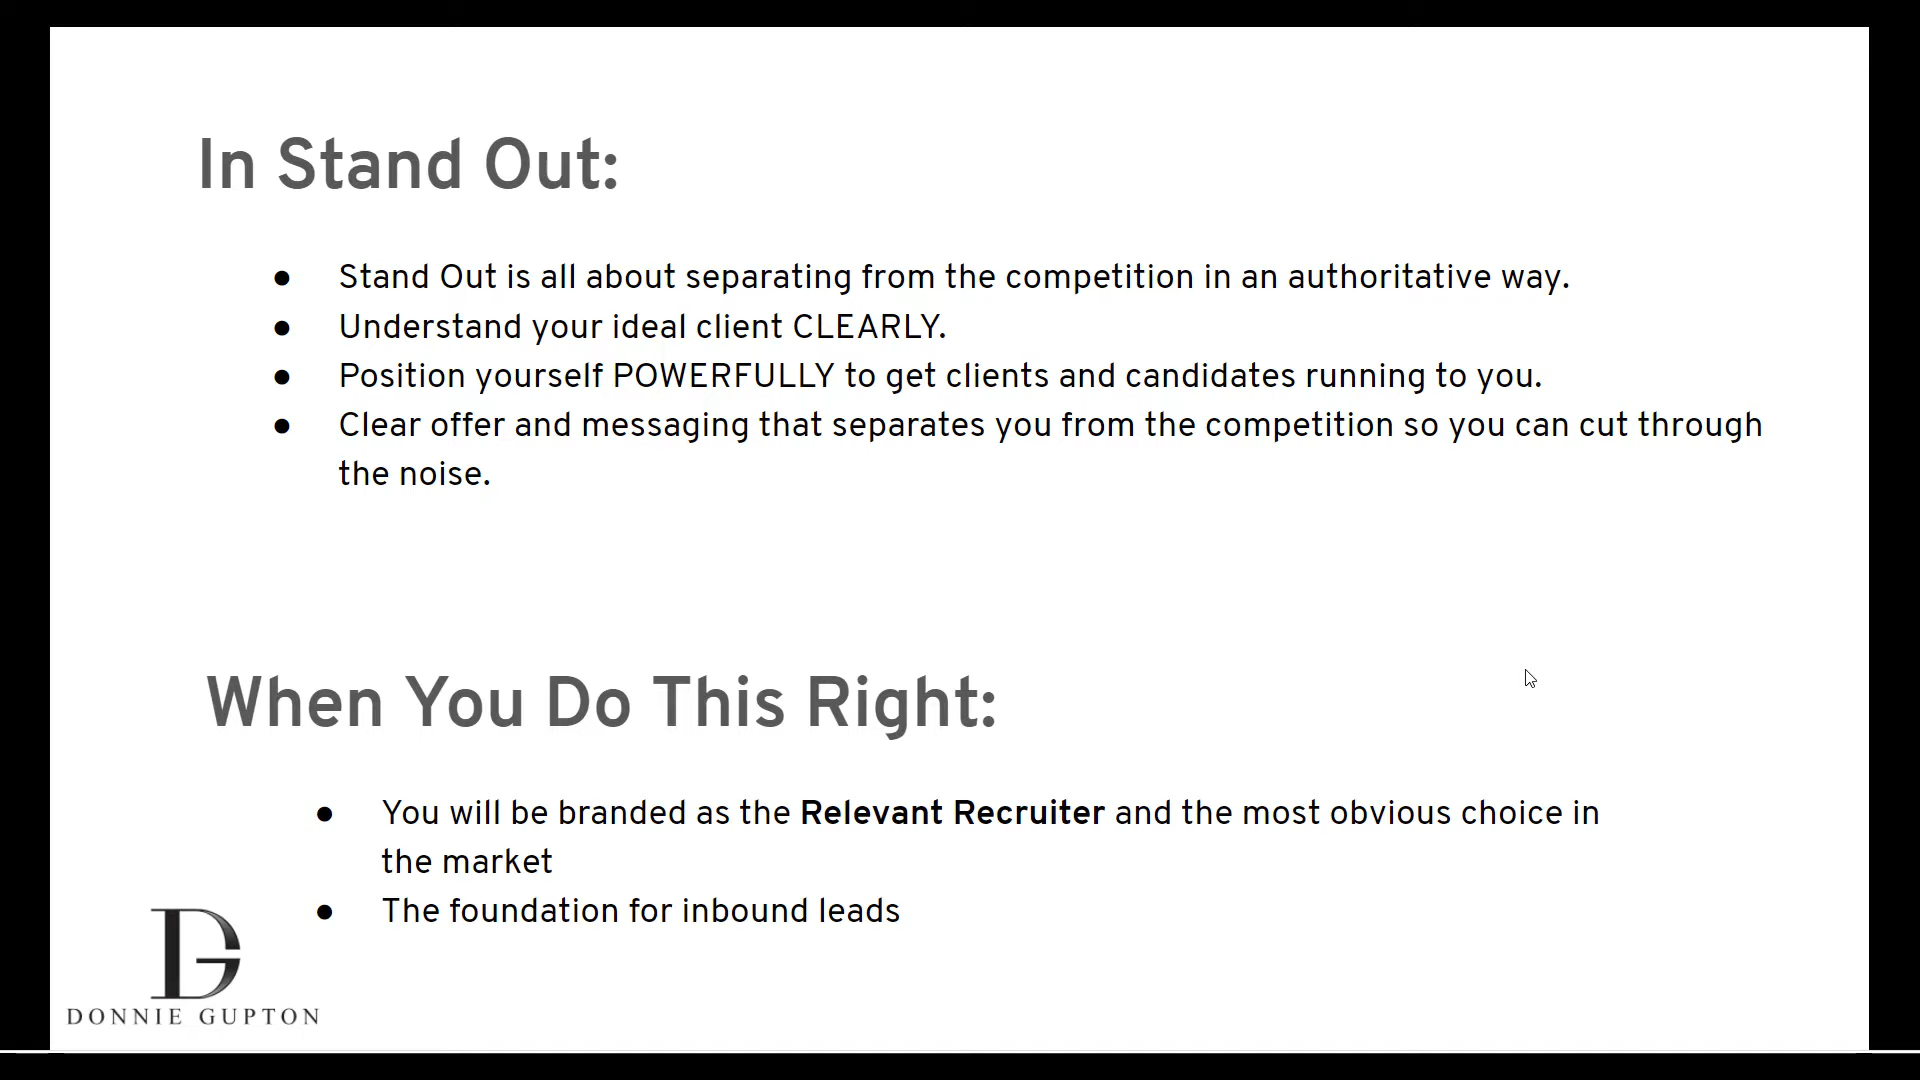 In Stand Out:
● Stand Out is all about separating from the competition in an authoritative way.
● Understand your ideal client CLEARLY.
● Position yourself POWERFULLY to get clients and candidates running to you.
● Clear offer and messaging that separates you from the competition so you can cut through
the noise.
When You Do This Right:
● You will be branded as the Relevant Recruiter and the most obvious choice in
the market
● The foundation for inbound leads
DG
DONNIE GUPTON